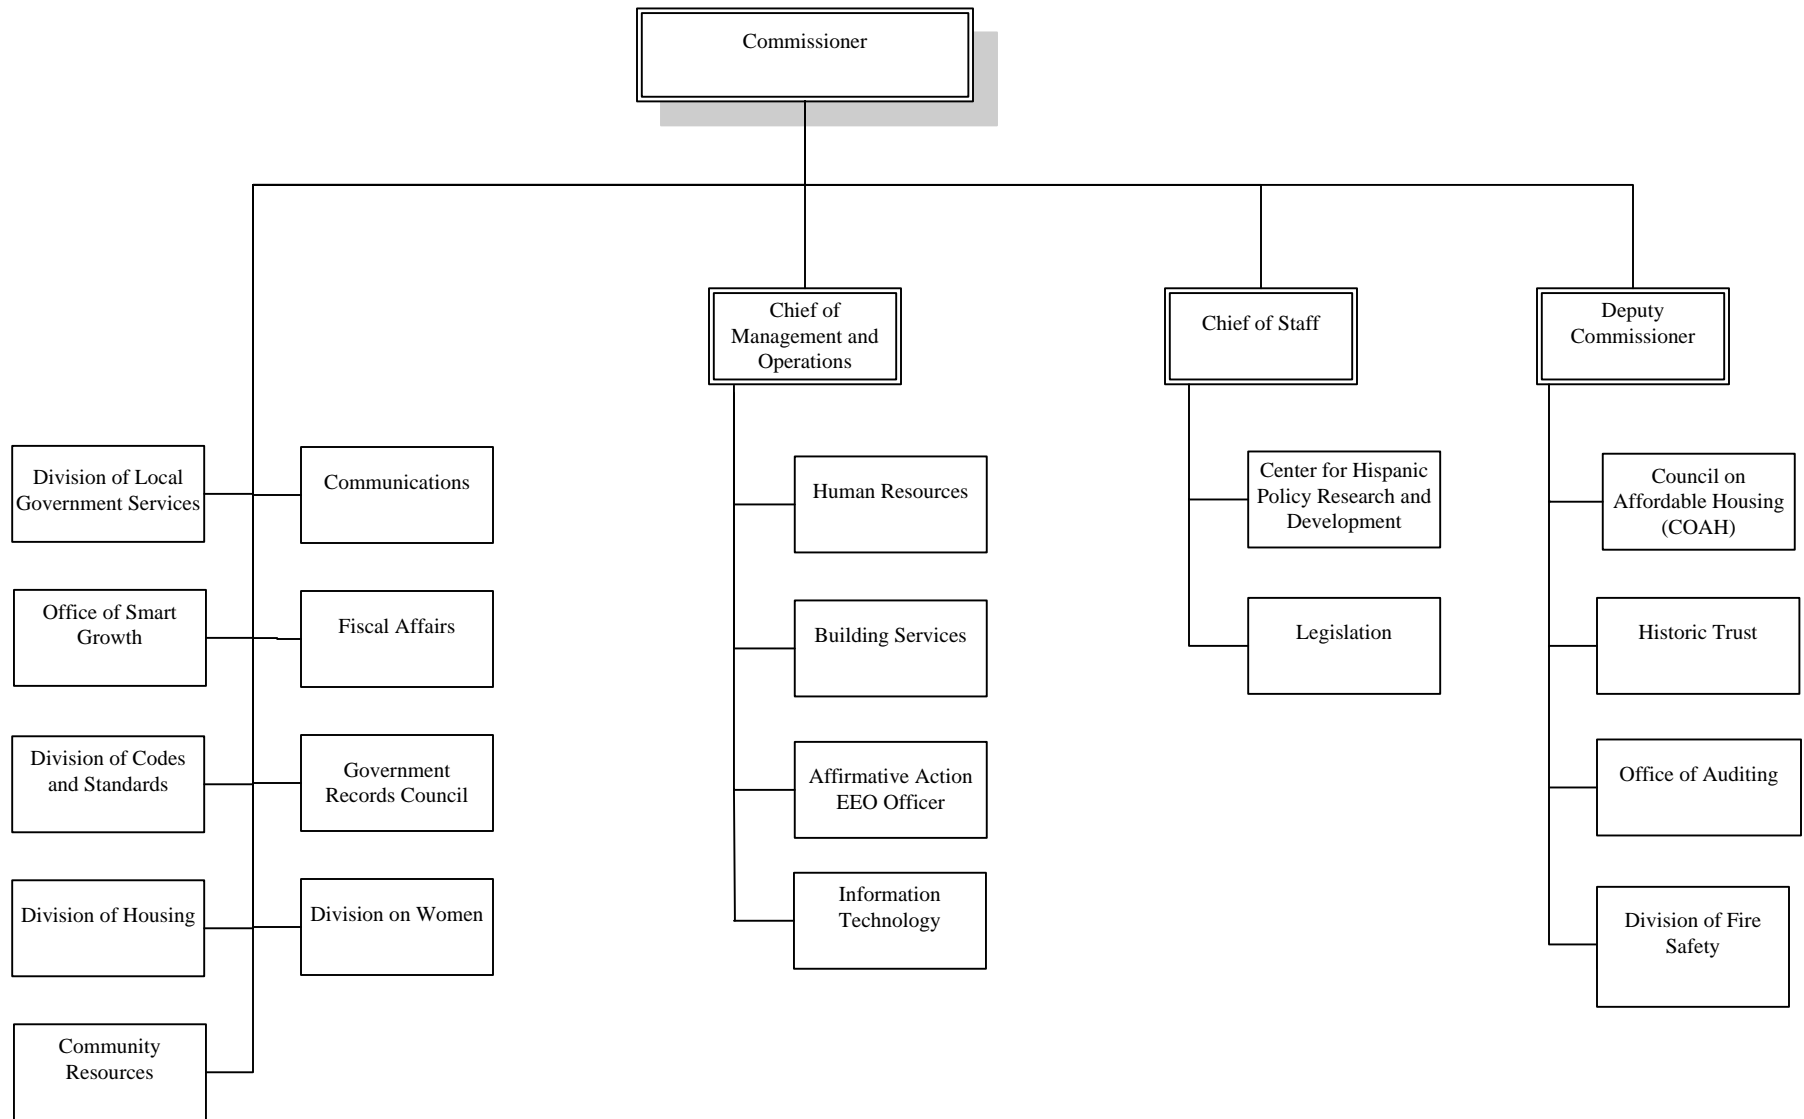 Commissioner
Chief of
Management and
Operations
Chief of Staff
Deputy
Commissioner
Division of Local
Government Services
Communications
Human Resources
Center for Hispanic
Policy Research and
Development
Council on
Affordable Housing
(COAH)
Office of Smart
Growth
Fiscal Affairs
Building Services
Legislation
Historic Trust
Division of Codes
and Standards
Government
Records Council
Affirmative Action
EEO Officer
Office of Auditing
Division of Housing
Division on Women
Information
Technology
Division of Fire
Safety
Community
Resources